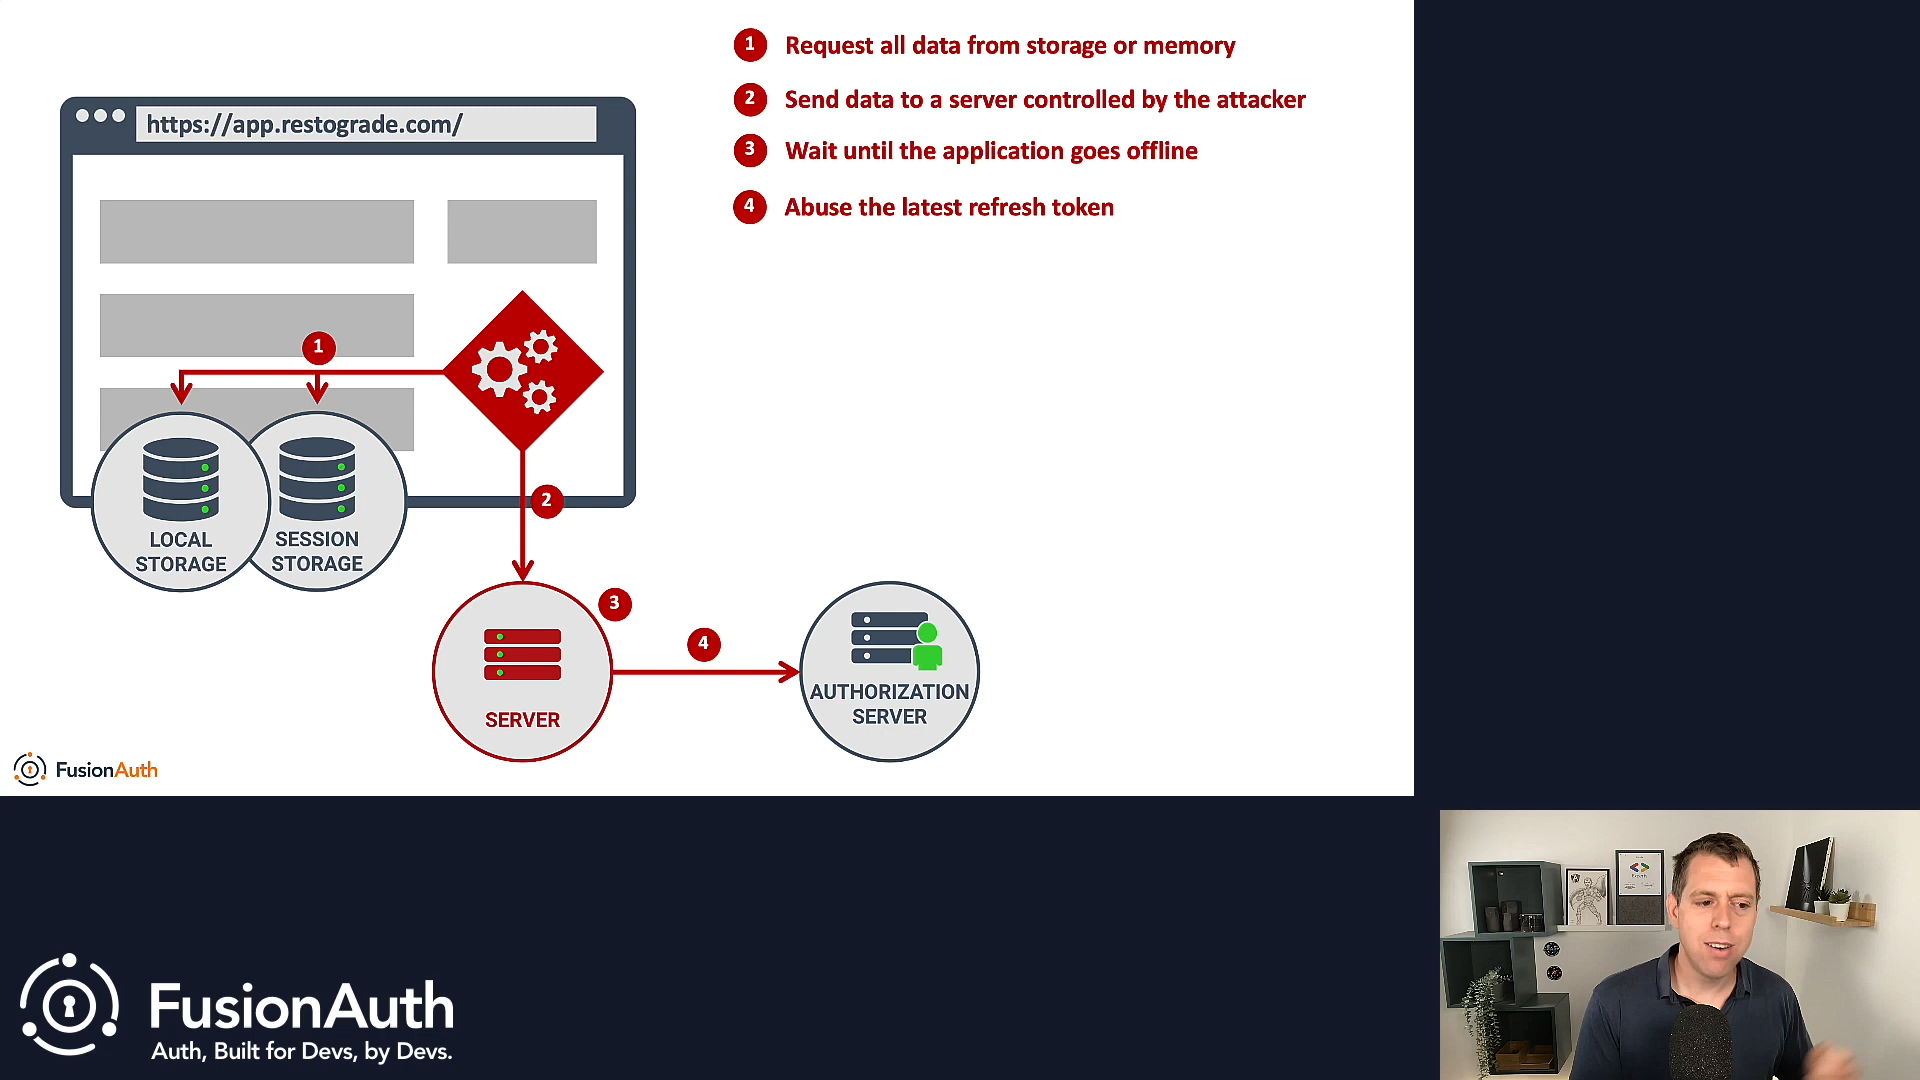 1 Request all data from storage or memory
2 Send data to a server controlled by the attacker
3 Wait until the application goes offline
4 Abuse the latest refresh token
https://app.restograde.com/
1
LOCAL
STORAGE
SESSION
STORAGE
2
3
4
SERVER
AUTHORIZATION
SERVER
FusionAuth
FusionAuth
Auth, Built for Devs, by Devs.